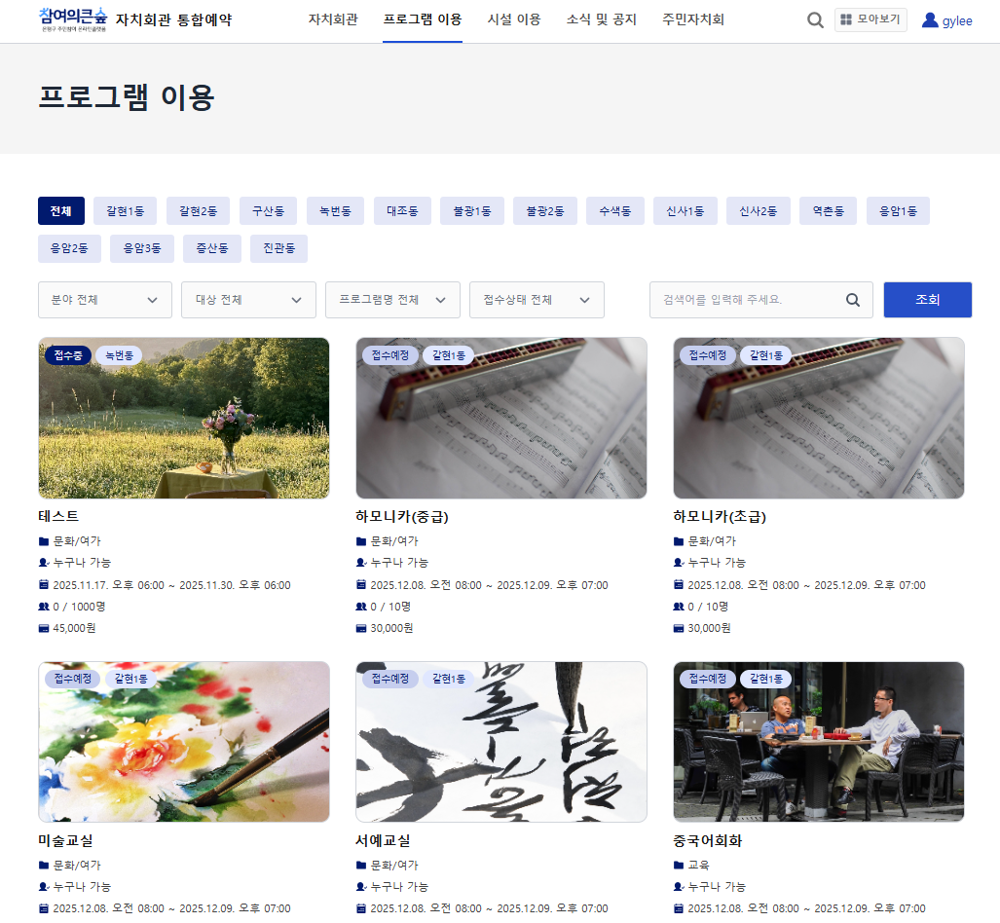 참여의큰숲
은평구 주민참여 온라인플랫폼
자치회관 통합예약
자치회관 프로그램 이용 시설 이용 소식 및 공지 주민자치회
모아보기 gylee
프로그램 이용
전체 갈현1동 갈현2동 구산동 녹번동 대조동 불광1동 불광2동 수색동 신사1동 신사2동 역촌동 응암1동
응암2동 응암3동 증산동 진관동
분야 전체 대상 전체 프로그램명 전체 접수상태 전체 검색어를 입력해 주세요. 조회
접수중 녹번동
테스트
문화/여가
누구나 가능
2025.11.17. 오후 06:00 ~ 2025.11.30. 오후 06:00
0 / 1000명
45,000원
접수예정 갈현1동
하모니카(중급)
문화/여가
누구나 가능
2025.12.08. 오전 08:00 ~ 2025.12.09. 오후 07:00
0 / 10명
30,000원
접수예정 갈현1동
하모니카(초급)
문화/여가
누구나 가능
2025.12.08. 오전 08:00 ~ 2025.12.09. 오후 07:00
0 / 10명
30,000원
접수예정 갈현1동
미술교실
문화/여가
누구나 가능
2025.12.08. 오전 08:00 ~ 2025.12.09. 오후 07:00
접수예정 갈현1동
서예교실
문화/여가
누구나 가능
2025.12.08. 오전 08:00 ~ 2025.12.09. 오후 07:00
접수예정 갈현1동
중국어회화
교육
누구나 가능
2025.12.08. 오전 08:00 ~ 2025.12.09. 오후 07:00